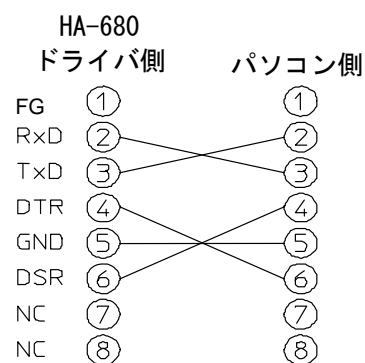 HA-680
ドライバ側 パソコン側
FG ① ①
RxD ② ②
TxD ③ ③
DTR ④ ④
GND ⑤ ⑤
DSR ⑥ ⑥
NC ⑦ ⑦
NC ⑧ ⑧